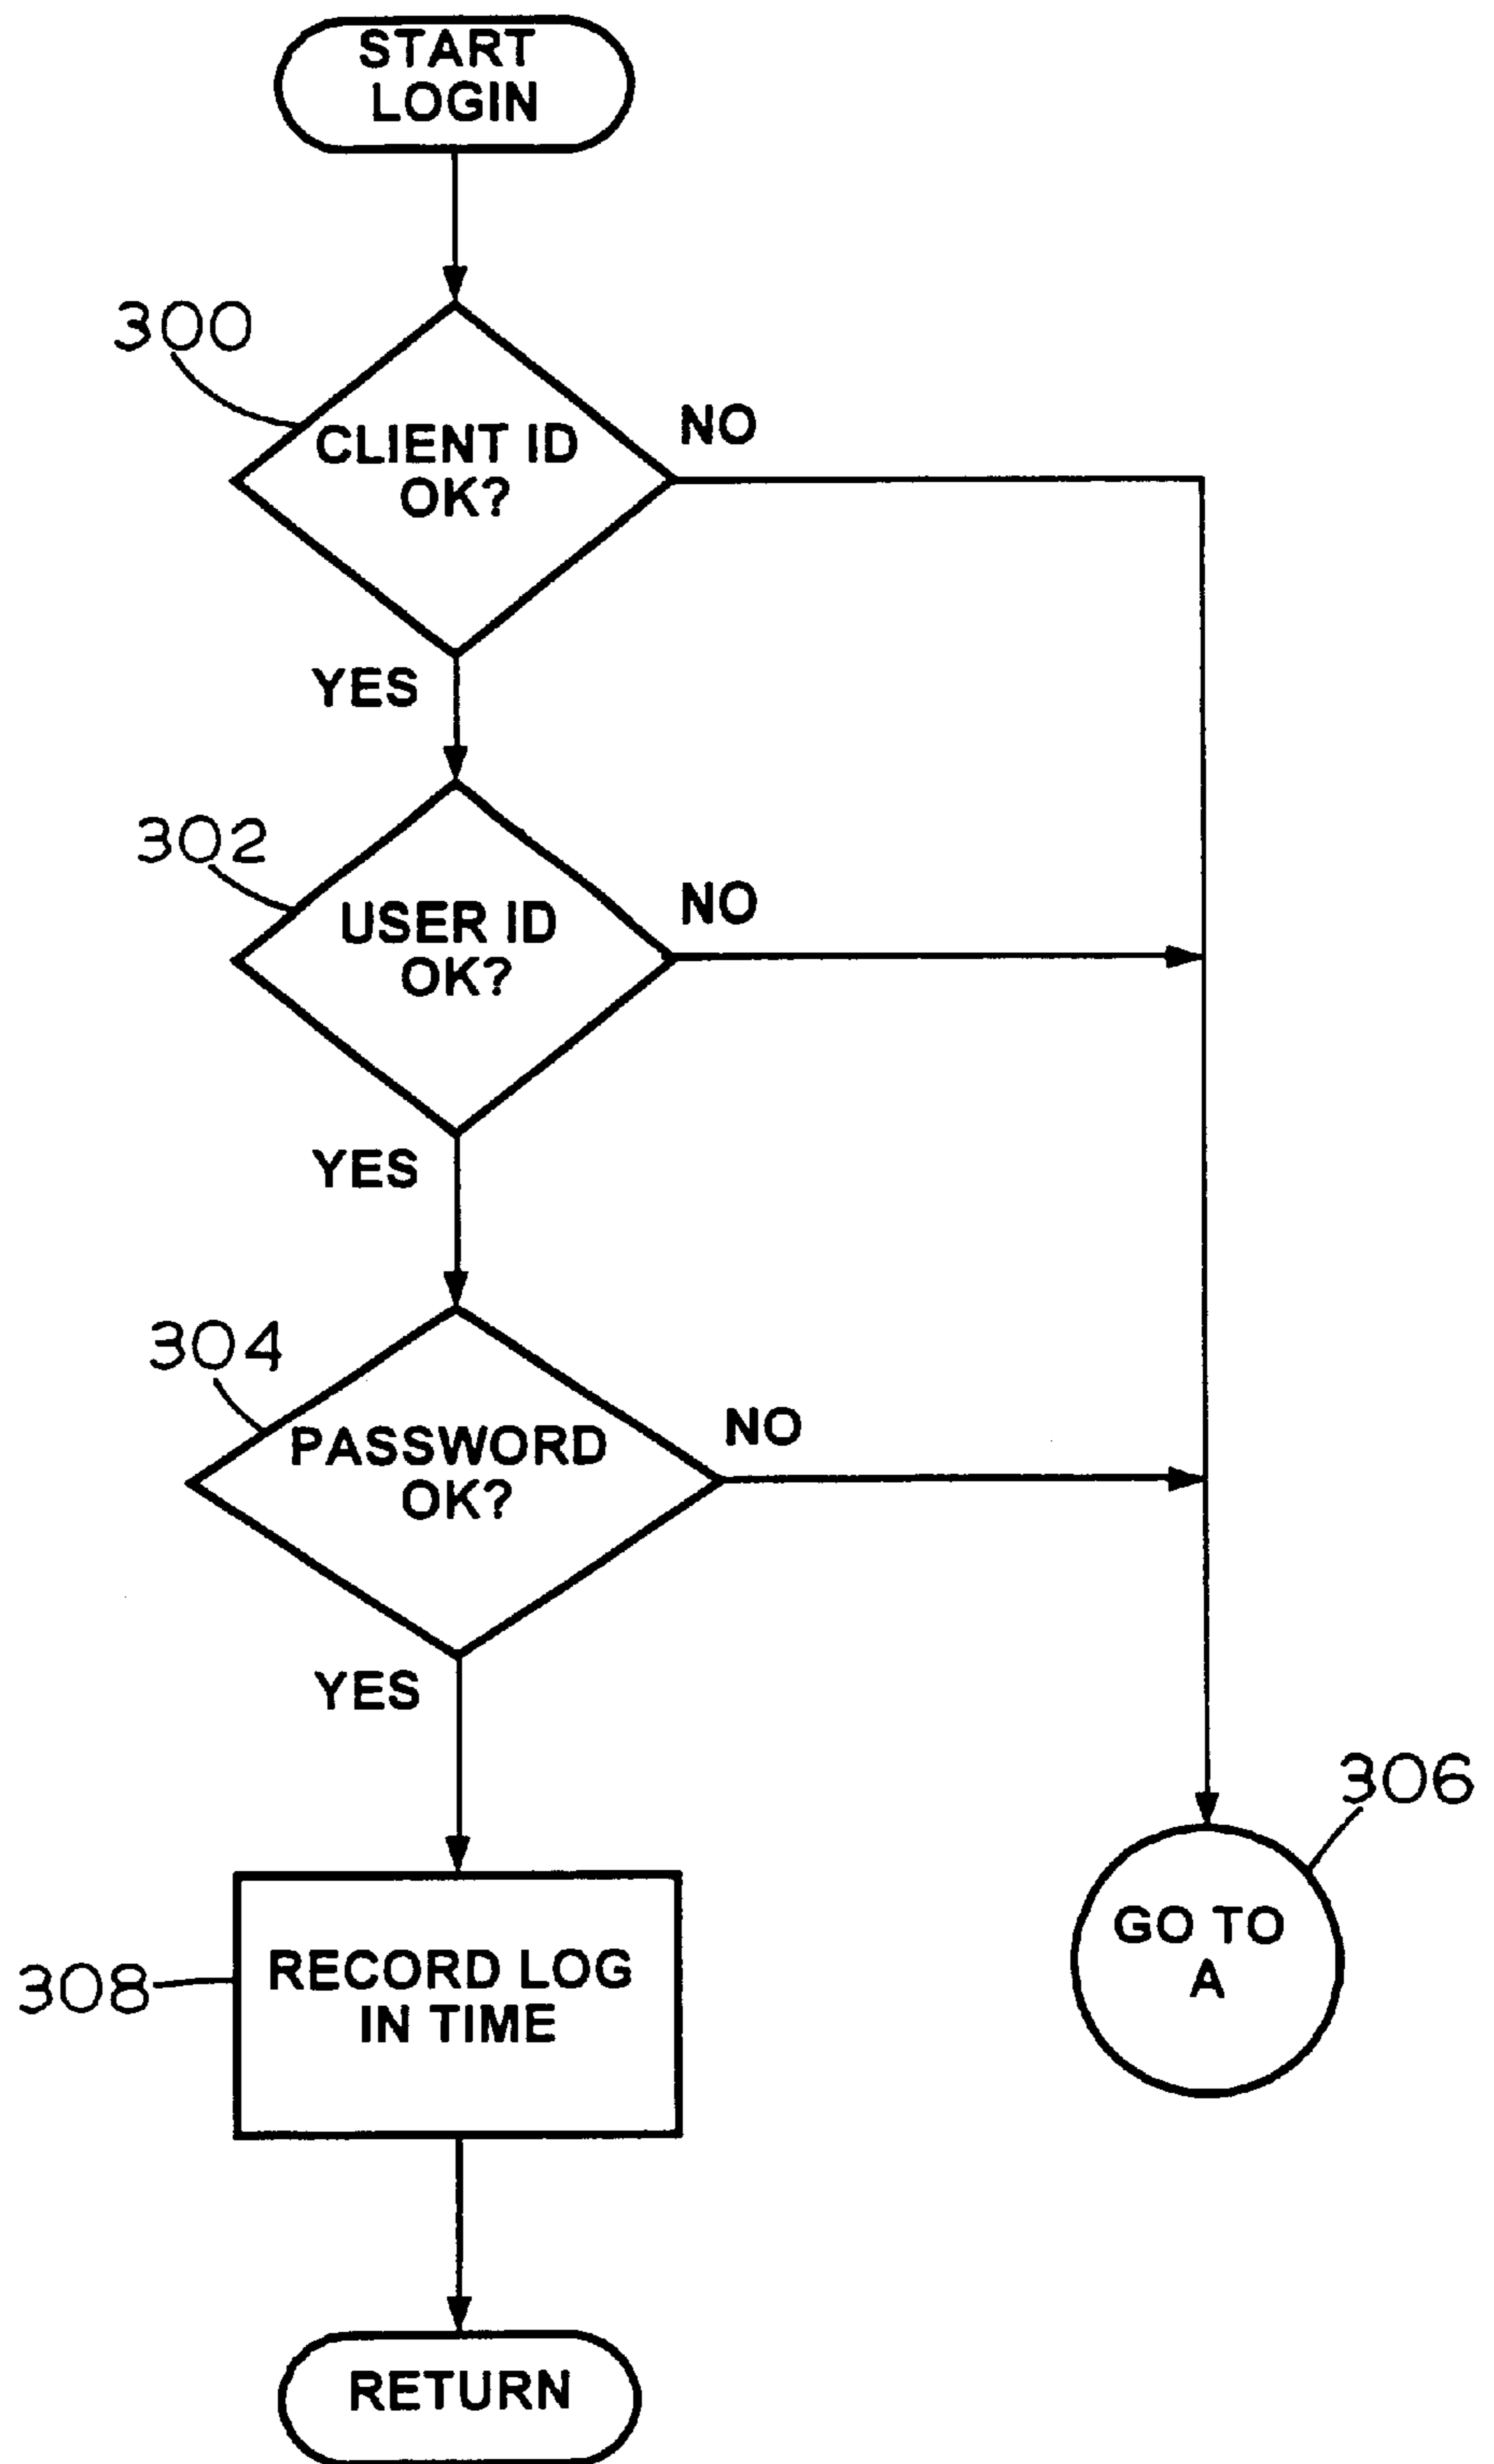 START
LOGIN
300
CLIENT ID
OK?
NO
YES
302
USER ID
OK?
NO
YES
304
PASSWORD
OK?
NO
YES
306
GO TO
A
308
RECORD LOG
IN TIME
RETURN